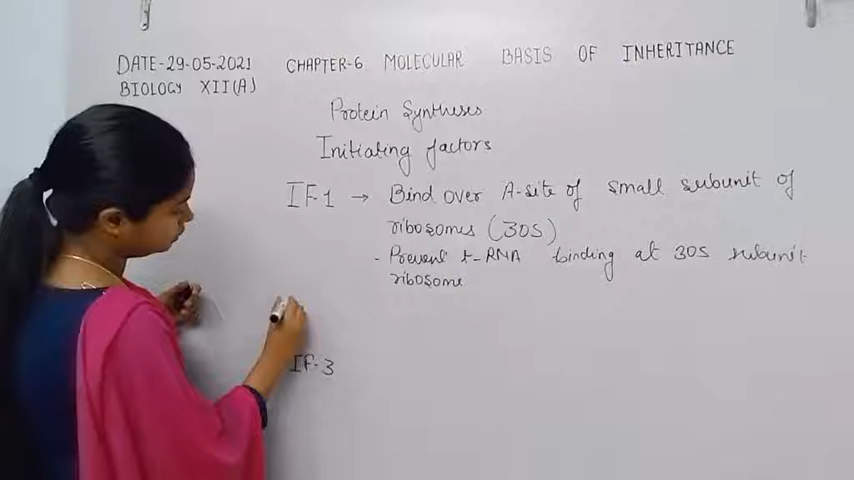 DATE-29.05.2021 CHAPTER-6 MOLECULAR BASIS OF INHERITANCE
BIOLOGY XII(A)
Protein Syntheses
Initiating factors
IF-1 → Bind over A-site of small subunit of
ribosomes (30S)
- Prevent t-RNA binding at 30S subunit
ribosome
IF-3